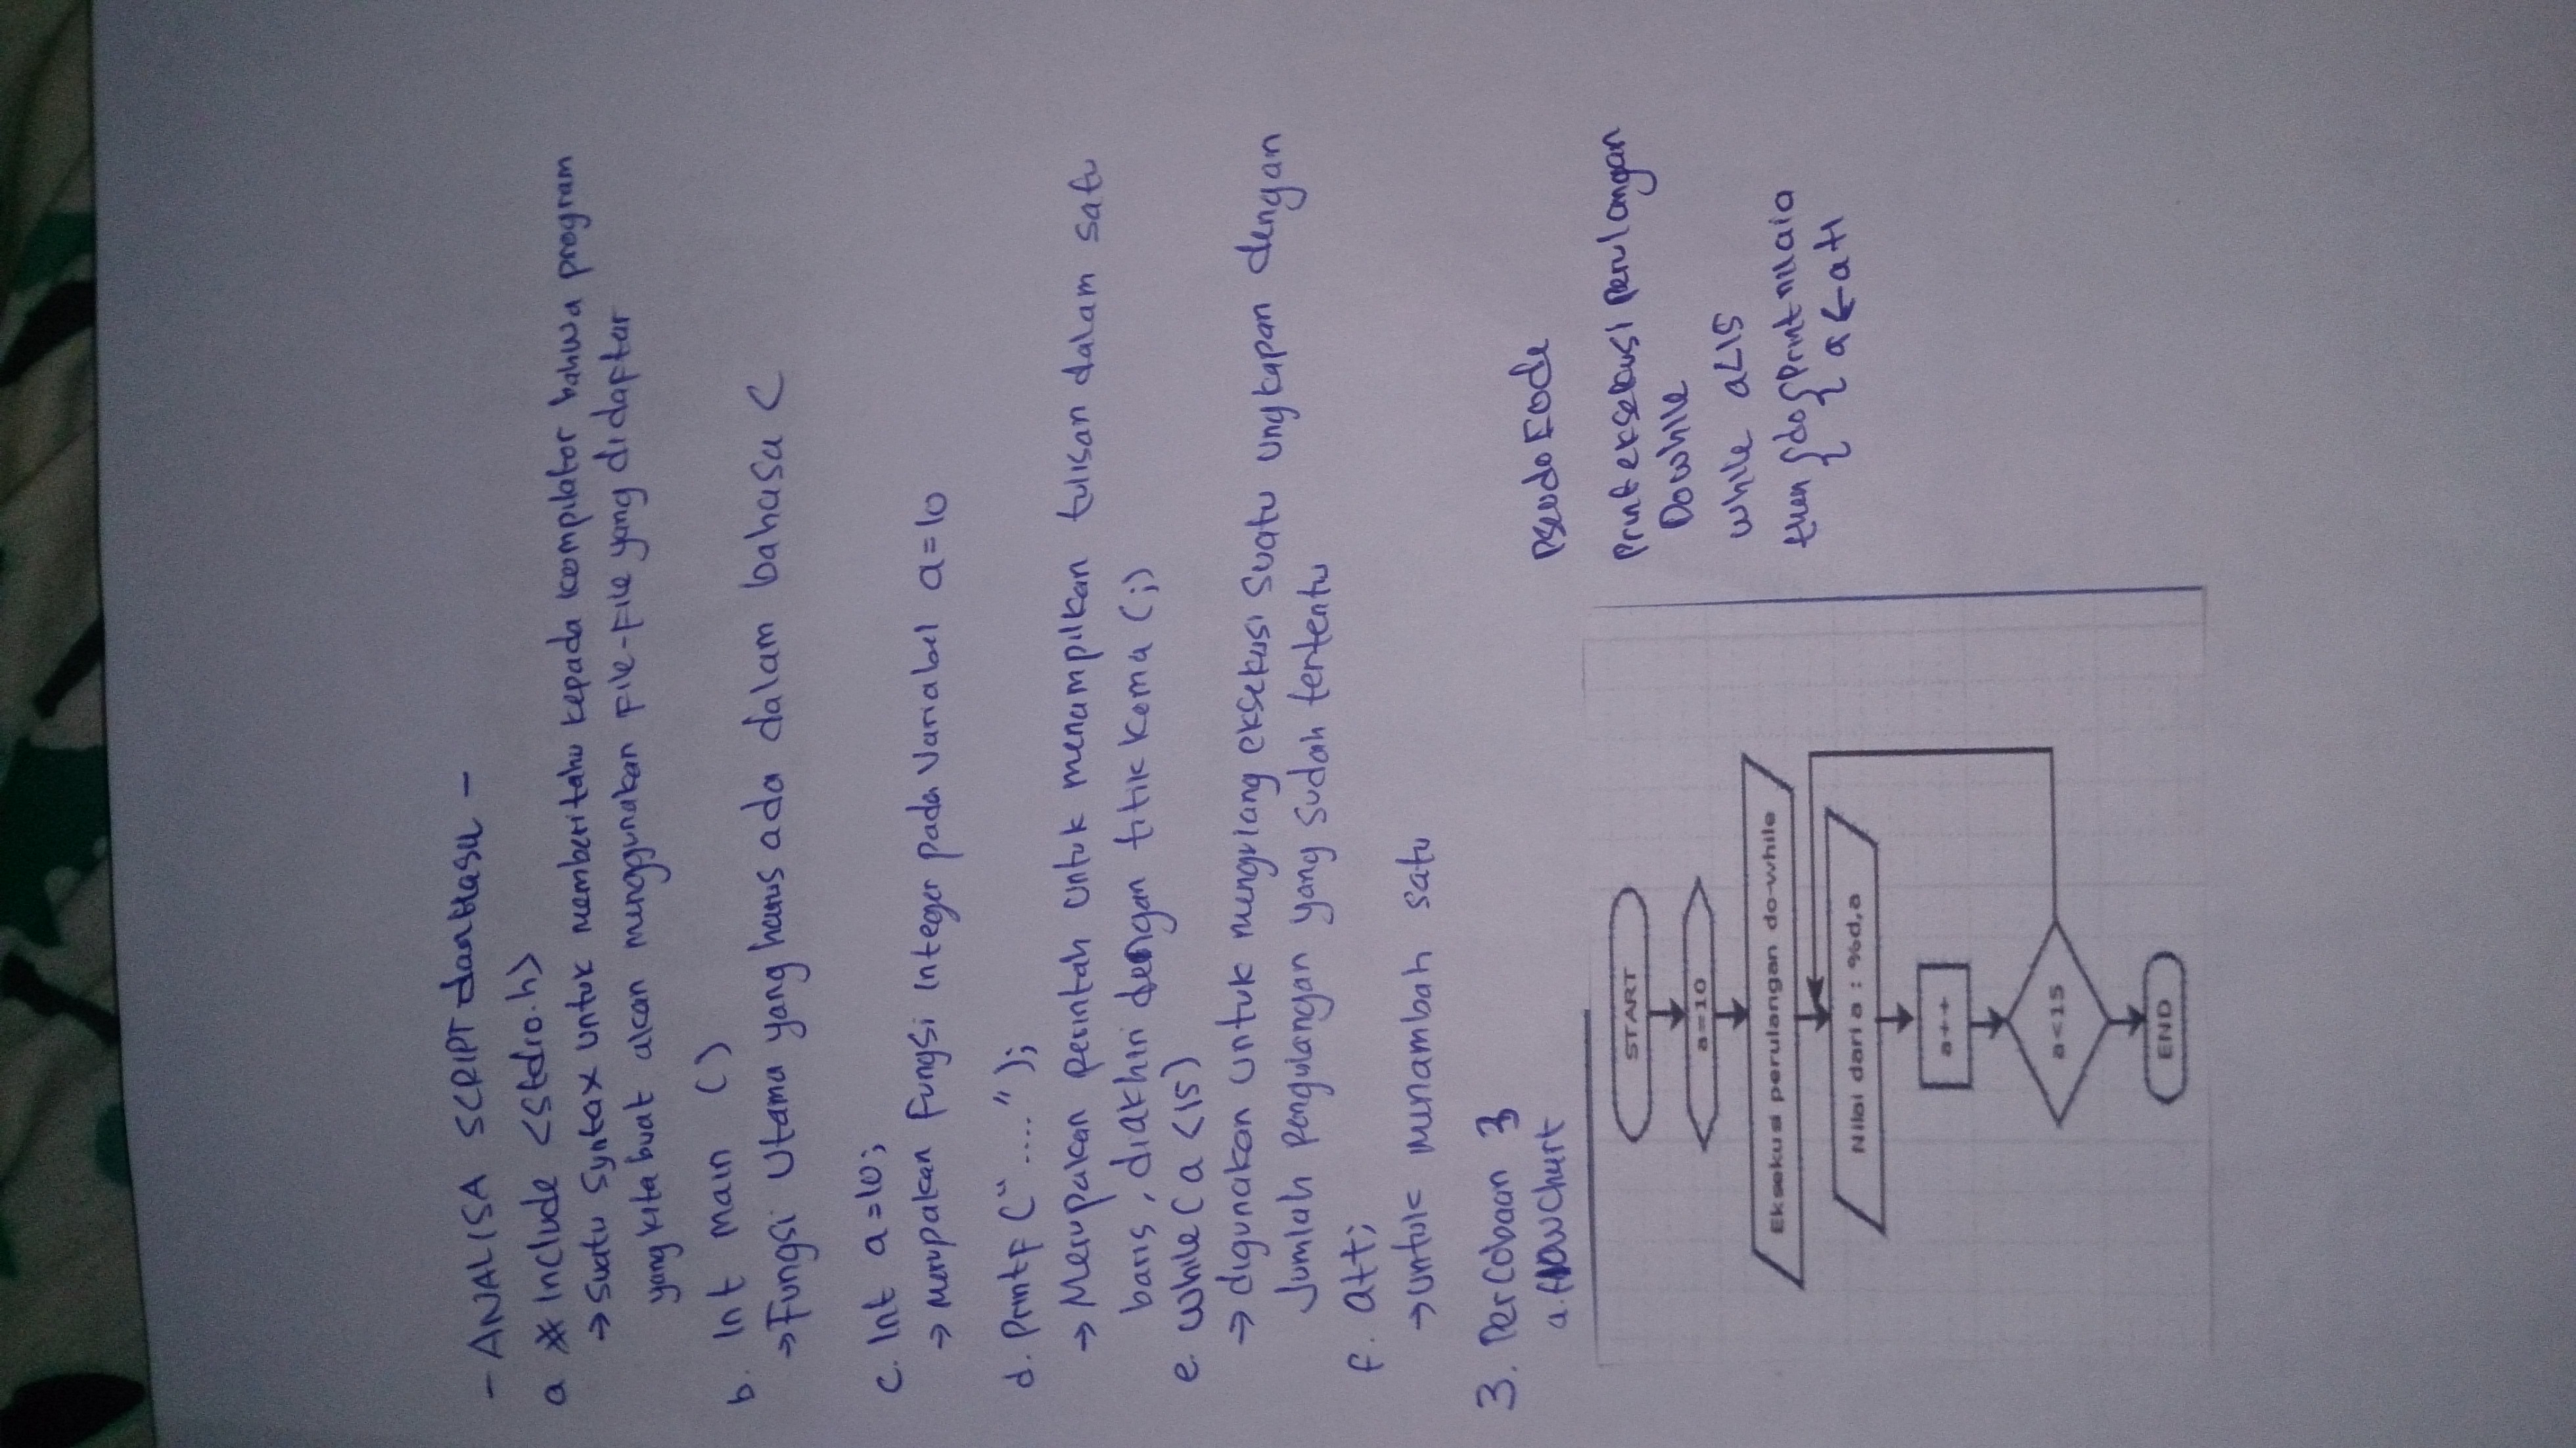 - ANALISA SCRIPT dan Hasil -
a # Include <stdio.h>
→ Suatu Syntax untuk memberitahu kepada kompilator bahwa program
yang kita buat akan menggunakan File-File yang didaftar
b. Int main ()
→ Fungsi Utama yang harus ada dalam bahasa C
c. Int a=10;
→ Merupakan Fungsi Integer pada Variabel a=10
d. Printf ("....");
→ Merupakan perintah untuk menampilkan tulisan dalam satu
baris, diakhiri dengan titik koma (;)
e. while (a <15)
→ digunakan untuk mengulang eksekusi Suatu Ungkapan dengan
Jumlah Pengulangan yang Sudah tertentu
f. a++;
→ untuk menambah satu
3. Percobaan 3
a. flowchart
START
a=10
Eksekusi perulangan do-while
Nilai dari a : %d,a
a++
a<15
END
Pseudo Code
Print eksekusi Perulangan
Do while
while a<15
then { do { Print nilai a
a ← a+1